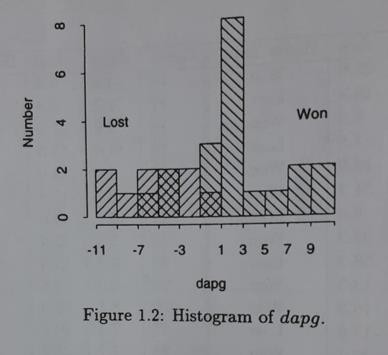 8
6
4
2
0
Number
Lost
Won
-11 -7 -3 1 3 5 7 9
dapg
Figure 1.2: Histogram of dapg.